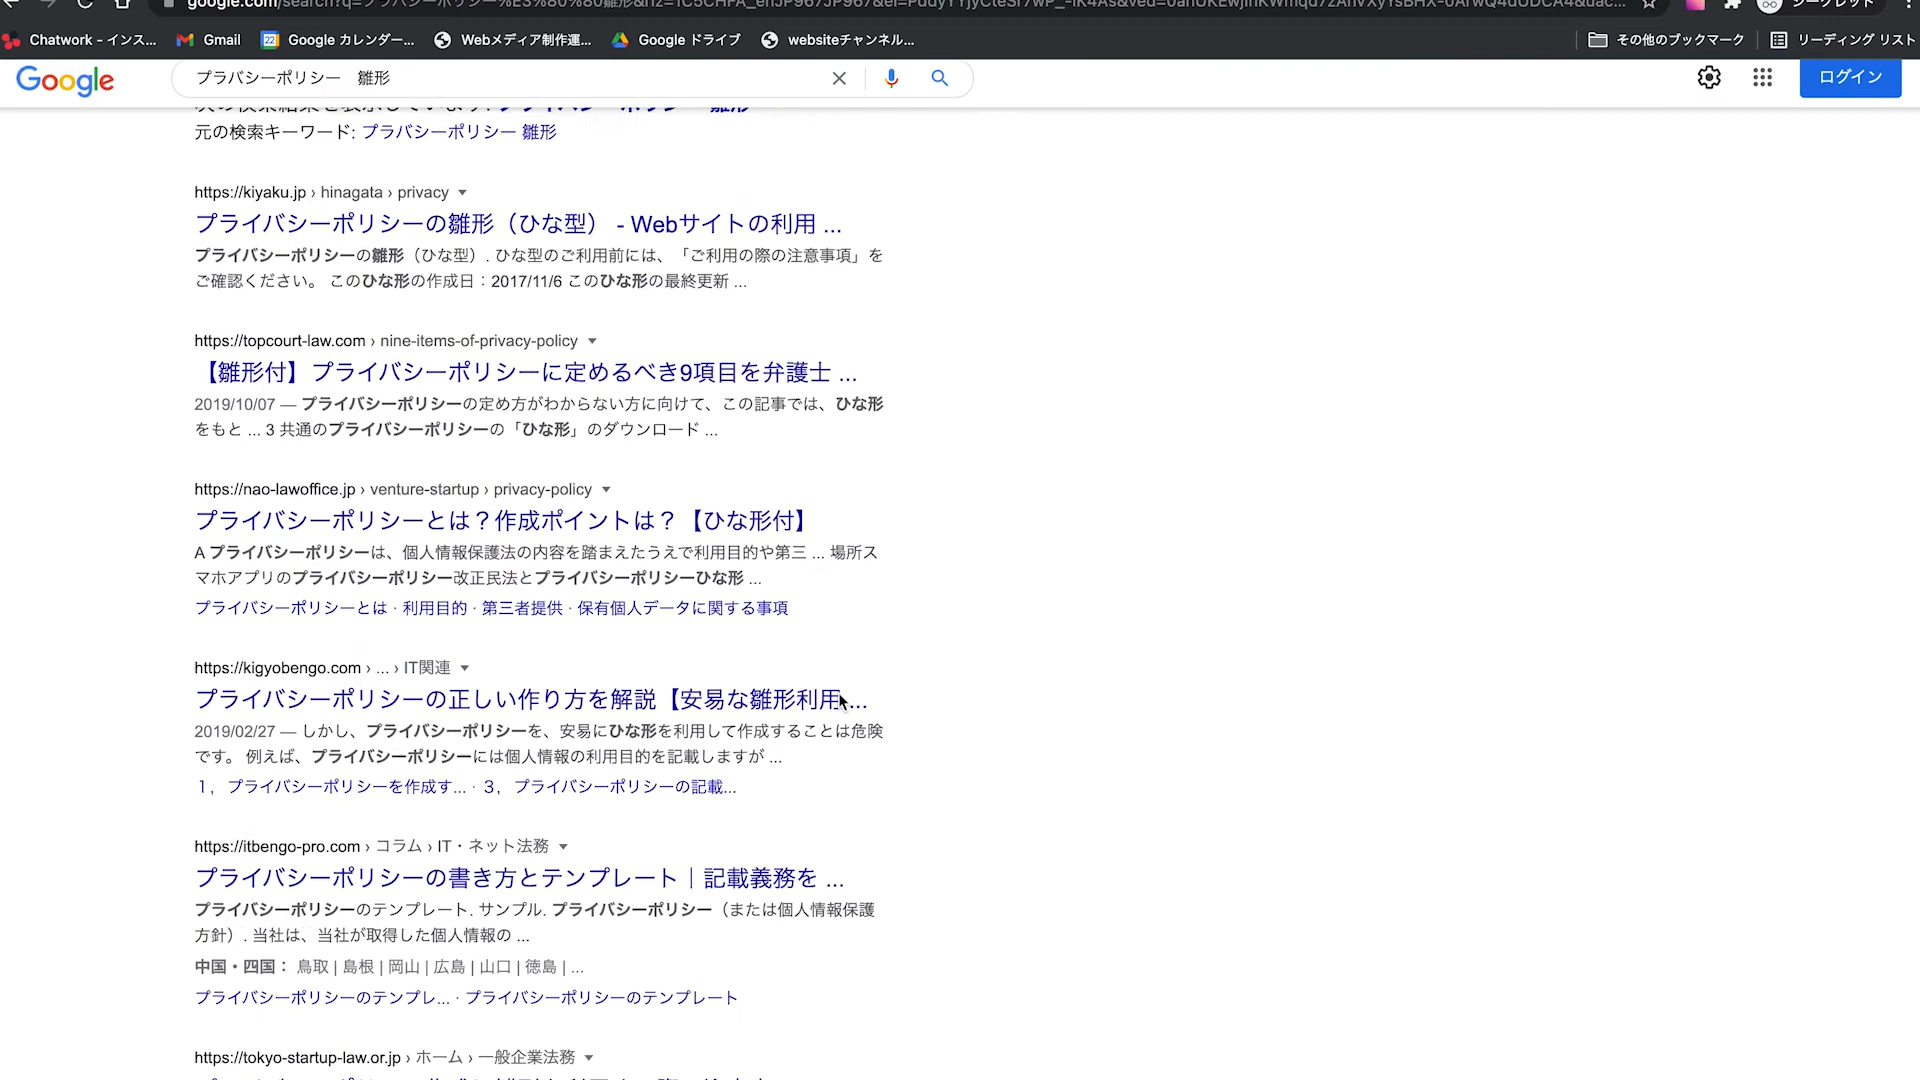 Chatwork - インス...
Gmail
Google カレンダー...
Webメディア制作運...
Google ドライブ
websiteチャンネル...
その他のブックマーク
リーディング リスト
Google
プラバシーポリシー　雛形
ログイン
元の検索キーワード: プラバシーポリシー 雛形
https://kiyaku.jp › hinagata › privacy
プライバシーポリシーの雛形（ひな型） - Webサイトの利用 ...
プライバシーポリシーの雛形（ひな型）. ひな型のご利用前には、「ご利用の際の注意事項」を
ご確認ください。 このひな形の作成日：2017/11/6 このひな形の最終更新 ...
https://topcourt-law.com › nine-items-of-privacy-policy
【雛形付】プライバシーポリシーに定めるべき9項目を弁護士 ...
2019/10/07 — プライバシーポリシーの定め方がわからない方に向けて、この記事では、ひな形
をもと ... 3 共通のプライバシーポリシーの「ひな形」のダウンロード ...
https://nao-lawoffice.jp › venture-startup › privacy-policy
プライバシーポリシーとは？作成ポイントは？【ひな形付】
A プライバシーポリシーは、個人情報保護法の内容を踏まえたうえで利用目的や第三 ... 場所ス
マホアプリのプライバシーポリシー改正民法とプライバシーポリシーひな形 ...
プライバシーポリシーとは · 利用目的 · 第三者提供 · 保有個人データに関する事項
https://kigyobengo.com › ... › IT関連
プライバシーポリシーの正しい作り方を解説【安易な雛形利用 ...
2019/02/27 — しかし、プライバシーポリシーを、安易にひな形を利用して作成することは危険
です。 例えば、プライバシーポリシーには個人情報の利用目的を記載しますが ...
１，プライバシーポリシーを作成す... · ３，プライバシーポリシーの記載...
https://itbengo-pro.com › コラム › IT・ネット法務
プライバシーポリシーの書き方とテンプレート｜記載義務を ...
プライバシーポリシーのテンプレート. サンプル. プライバシーポリシー（または個人情報保護
方針）. 当社は、当社が取得した個人情報の ...
中国・四国： 鳥取 | 島根 | 岡山 | 広島 | 山口 | 徳島 | ...
プライバシーポリシーのテンプレ... · プライバシーポリシーのテンプレート
https://tokyo-startup-law.or.jp › ホーム › 一般企業法務